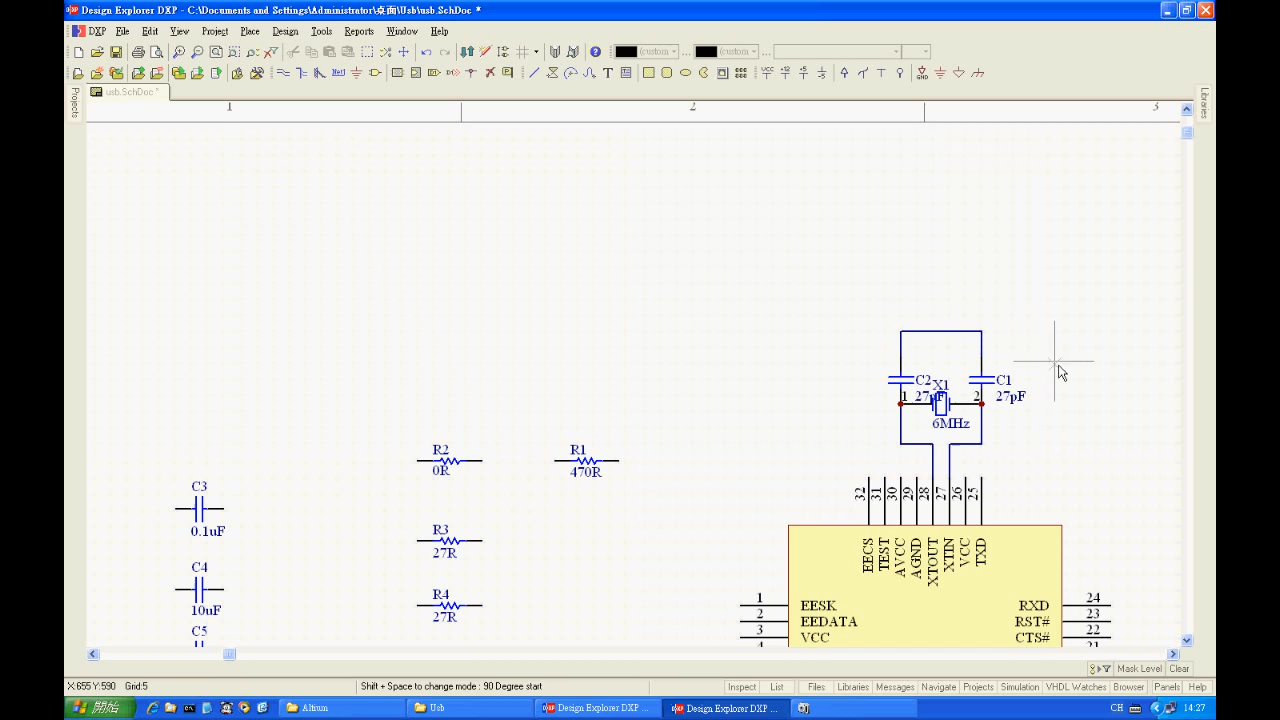 Design Explorer DXP - C:\Documents and Settings\Administrator\桌面\Usb\usb.SchDoc *
DXP File Edit View Project Place Design Tools Reports Window Help
(custom (custom
usb.SchDoc *
Projects
Libraries
1 2 3
C2 X1 C1
1 27pF 2 27pF
6MHz
R2 R1
0R 470R
C3
0.1uF
R3
27R
C4
10uF
R4
27R
C5
32 31 30 29 28 27 26 25
EECS TEST AVCC AGND XTOUT XTIN VCC TXD
1 EESK RXD 24
2 EEDATA RST# 23
3 VCC CTS# 22
4 21
Mask Level Clear
X:655 Y:590 Grid:5 Shift + Space to change mode : 90 Degree start
Inspect List Files Libraries Messages Navigate Projects Simulation VHDL Watches Browser Panels Help
開始 Altium Usb Design Explorer DXP ... Design Explorer DXP ... CH 14:27